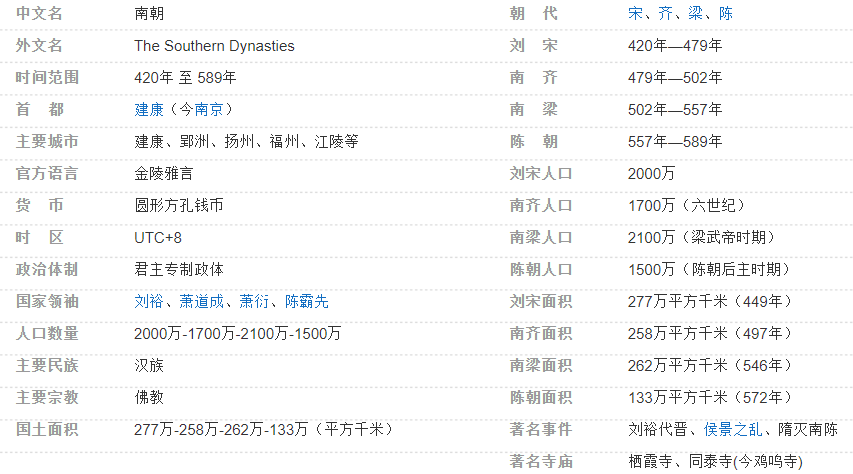 中文名 南朝 朝 代 宋、齐、梁、陈
外文名 The Southern Dynasties 刘 宋 420年—479年
时间范围 420年 至 589年 南 齐 479年—502年
首 都 建康（今南京） 南 梁 502年—557年
主要城市 建康、郢洲、扬州、福州、江陵等 陈 朝 557年—589年
官方语言 金陵雅言 刘宋人口 2000万
货 币 圆形方孔钱币 南齐人口 1700万（六世纪）
时 区 UTC+8 南梁人口 2100万（梁武帝时期）
政治体制 君主专制政体 陈朝人口 1500万（陈朝后主时期）
国家领袖 刘裕、萧道成、萧衍、陈霸先 刘宋面积 277万平方千米（449年）
人口数量 2000万-1700万-2100万-1500万 南齐面积 258万平方千米（497年）
主要民族 汉族 南梁面积 262万平方千米（546年）
主要宗教 佛教 陈朝面积 133万平方千米（572年）
国土面积 277万-258万-262万-133万（平方千米） 著名事件 刘裕代晋、侯景之乱、隋灭南陈
著名寺庙 栖霞寺、同泰寺(今鸡鸣寺)